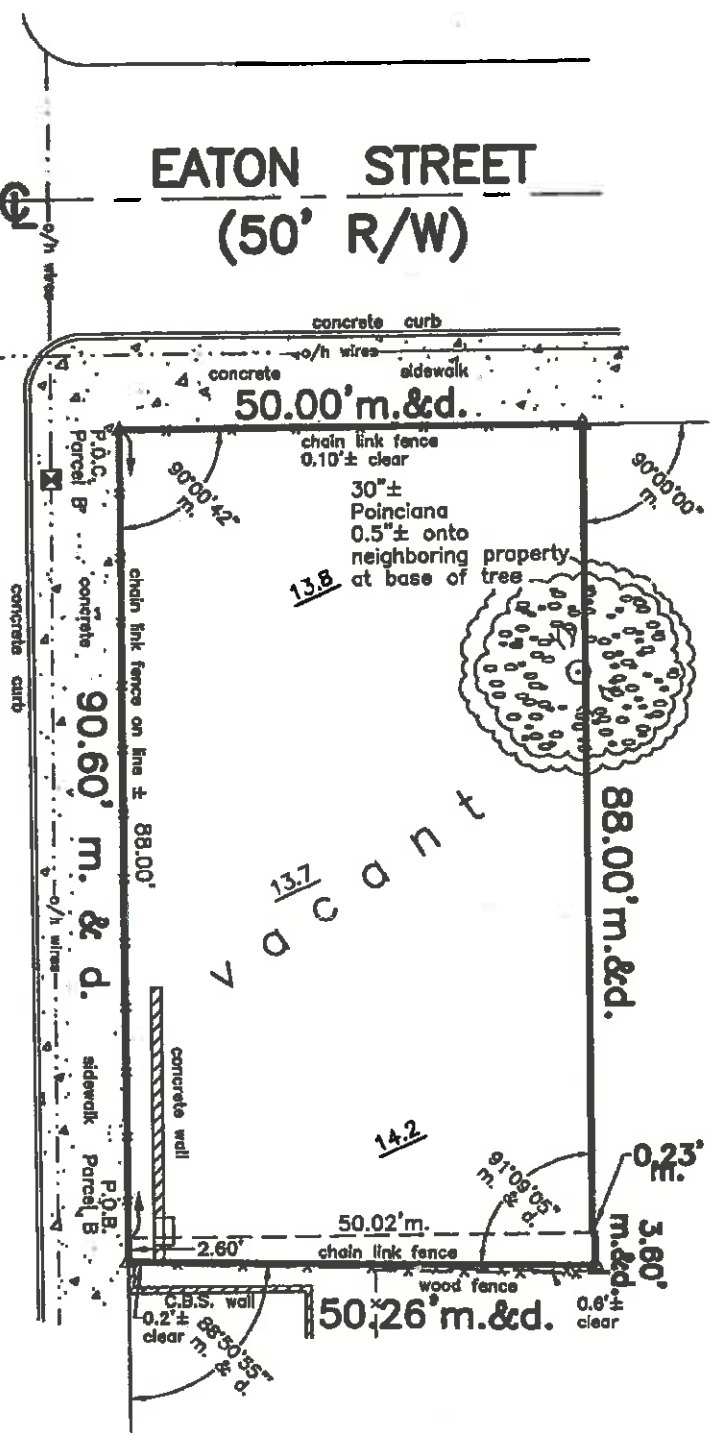 EATON STREET
℄
(50' R/W)
o/h wires
concrete curb
o/h wires
concrete sidewalk
50.00'm.&d.
chain link fence
0.10'± clear
P.O.C.
Parcel B
90°00'42"
m.
90°00'00"
m.
30"±
Poinciana
0.5"± onto
neighboring property
at base of tree
13.8
concrete curb
concrete
90.60' m. & d.
chain link fence on line ± 88.00'
88.00'm.&d.
vacant
13.7
o/h wires
sidewalk
concrete wall
14.2
91°09'05"
m. & d.
0.23'
m.
P.O.B.
Parcel B
50.02'm.
2.60'
chain link fence
3.80'
m.&d.
wood fence
C.B.S. wall
0.2'±
clear
50.26'm.&d.
0.6'±
clear
88°50'55"
m. & d.